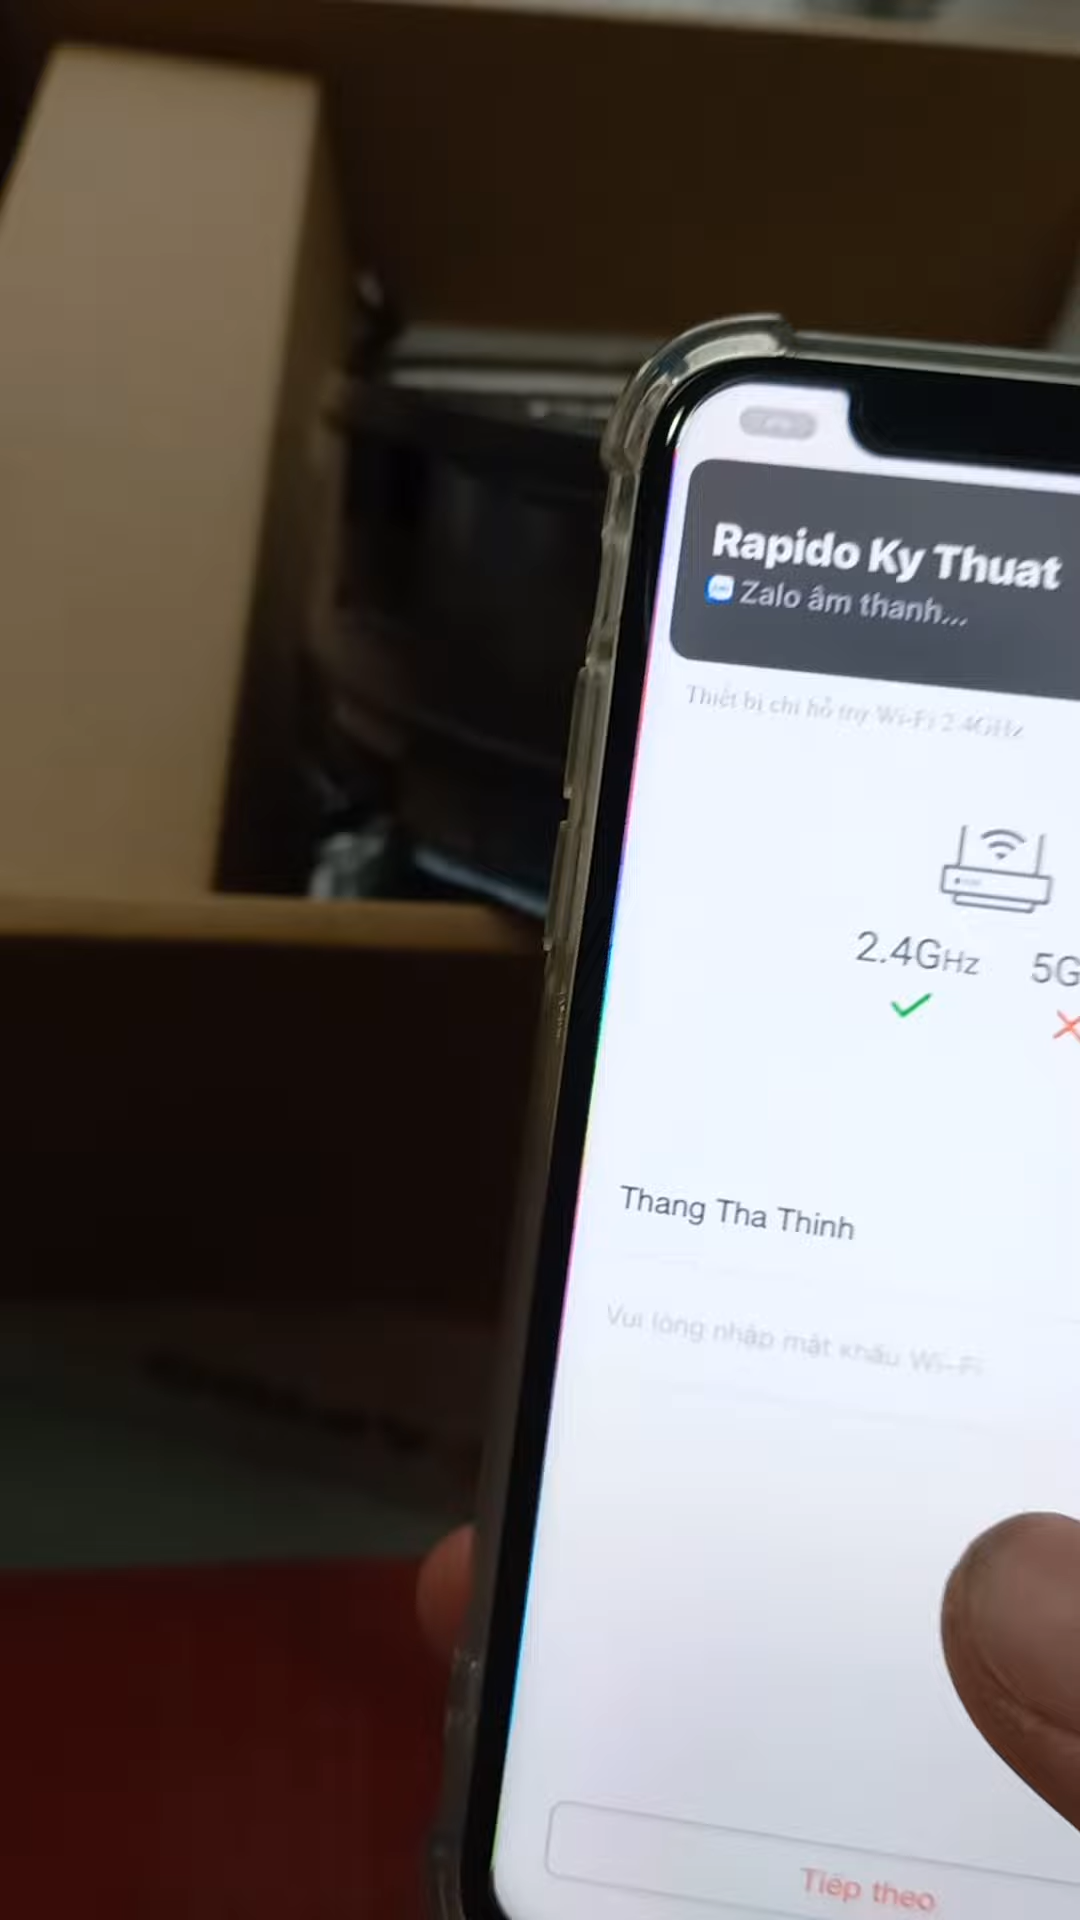 Rapido Ky Thuat
Zalo âm thanh...
Thiết bị chỉ hỗ trợ Wi-Fi 2.4GHz
2.4GHz 5G
Thang Tha Thinh
Vui lòng nhập mật khẩu Wi-Fi
Tiếp theo